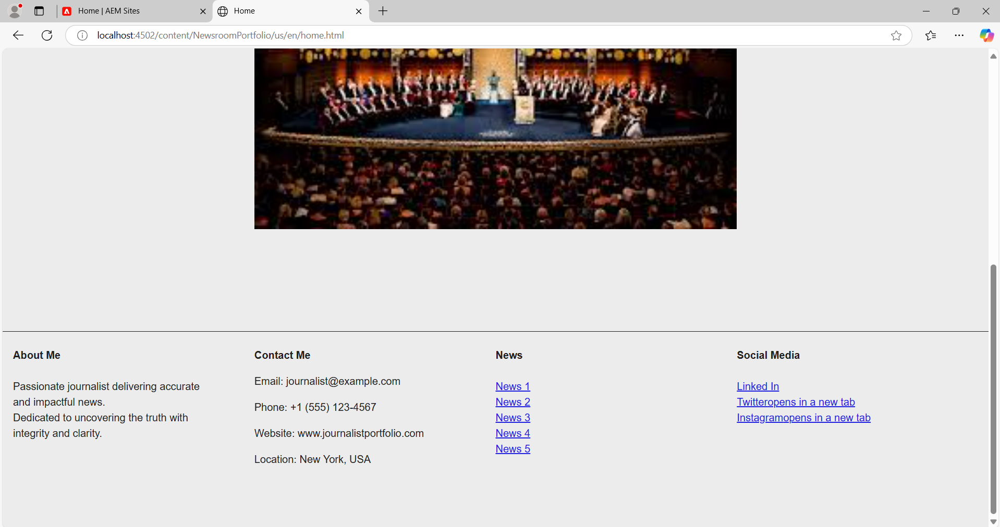 Home | AEM Sites
Home
localhost:4502/content/NewsroomPortfolio/us/en/home.html
About Me
Passionate journalist delivering accurate
and impactful news.
Dedicated to uncovering the truth with
integrity and clarity.
Contact Me
Email: journalist@example.com
Phone: +1 (555) 123-4567
Website: www.journalistportfolio.com
Location: New York, USA
News
News 1
News 2
News 3
News 4
News 5
Social Media
Linked In
Twitteropens in a new tab
Instagramopens in a new tab